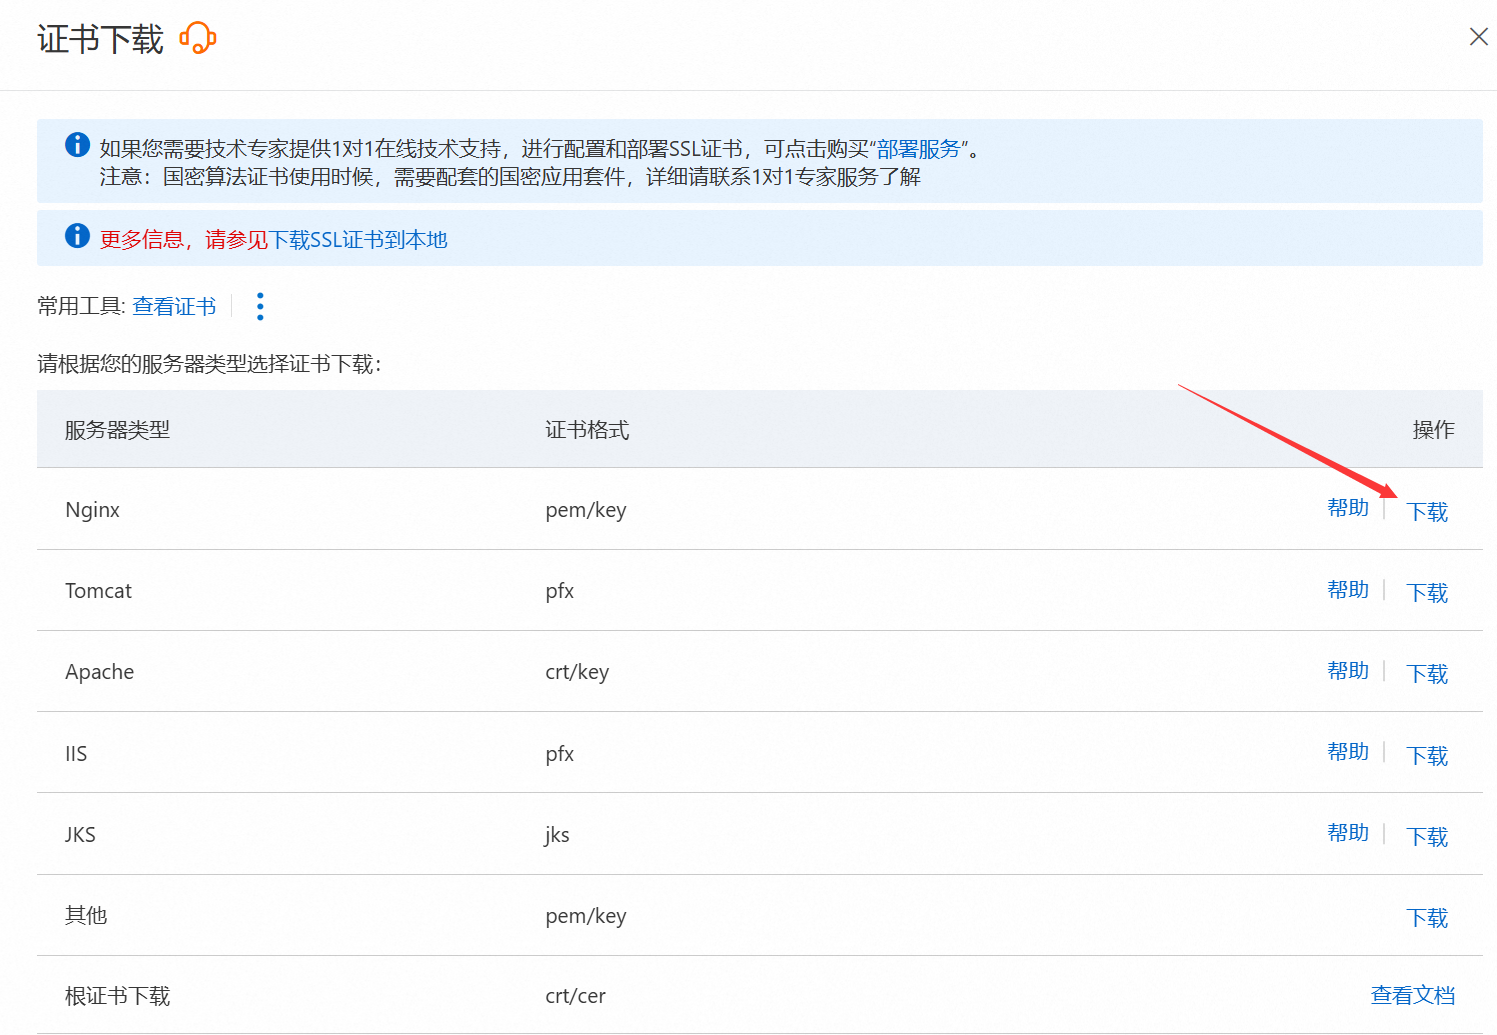 证书下载
如果您需要技术专家提供1对1在线技术支持，进行配置和部署SSL证书，可点击购买“部署服务”。
注意：国密算法证书使用时候，需要配套的国密应用套件，详细请联系1对1专家服务了解
更多信息，请参见下载SSL证书到本地
常用工具: 查看证书
请根据您的服务器类型选择证书下载：
服务器类型 证书格式 操作
Nginx pem/key 帮助 下载
Tomcat pfx 帮助 下载
Apache crt/key 帮助 下载
IIS pfx 帮助 下载
JKS jks 帮助 下载
其他 pem/key 下载
根证书下载 crt/cer 查看文档